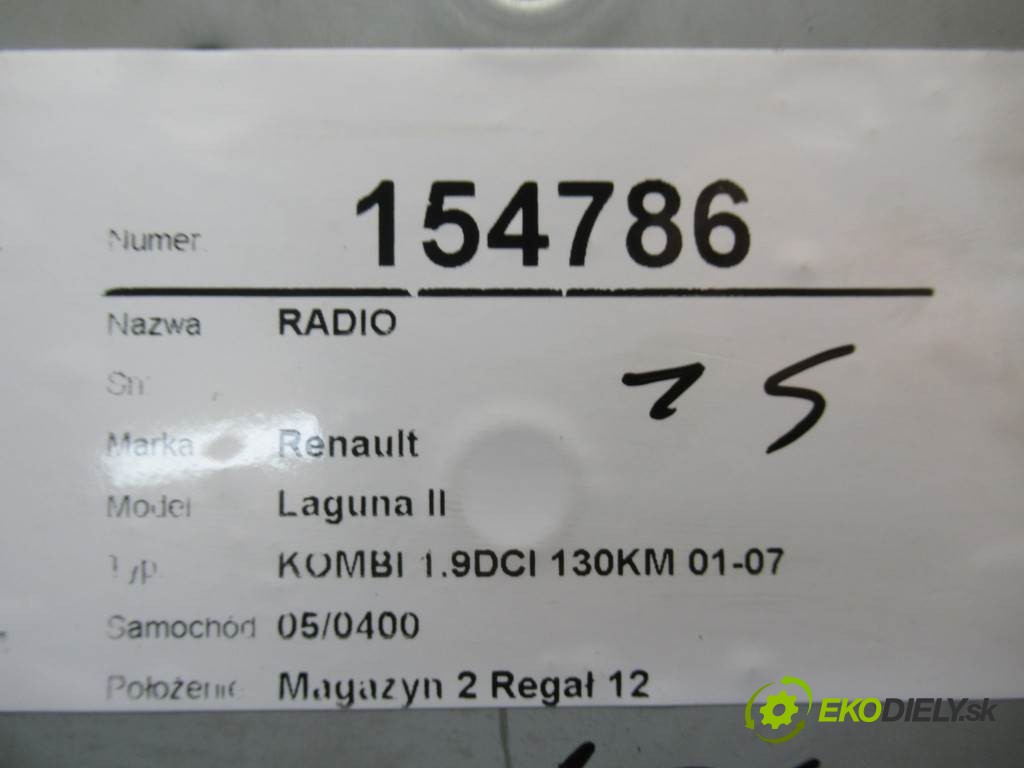 Numer 154786
Nazwa RADIO
Sn:
15
Marka Renault
Model Laguna II
Typ KOMBI 1.9DCI 130KM 01-07
Samochód 05/0400
Położenie Magazyn 2 Regał 12
EKODIELY.sk